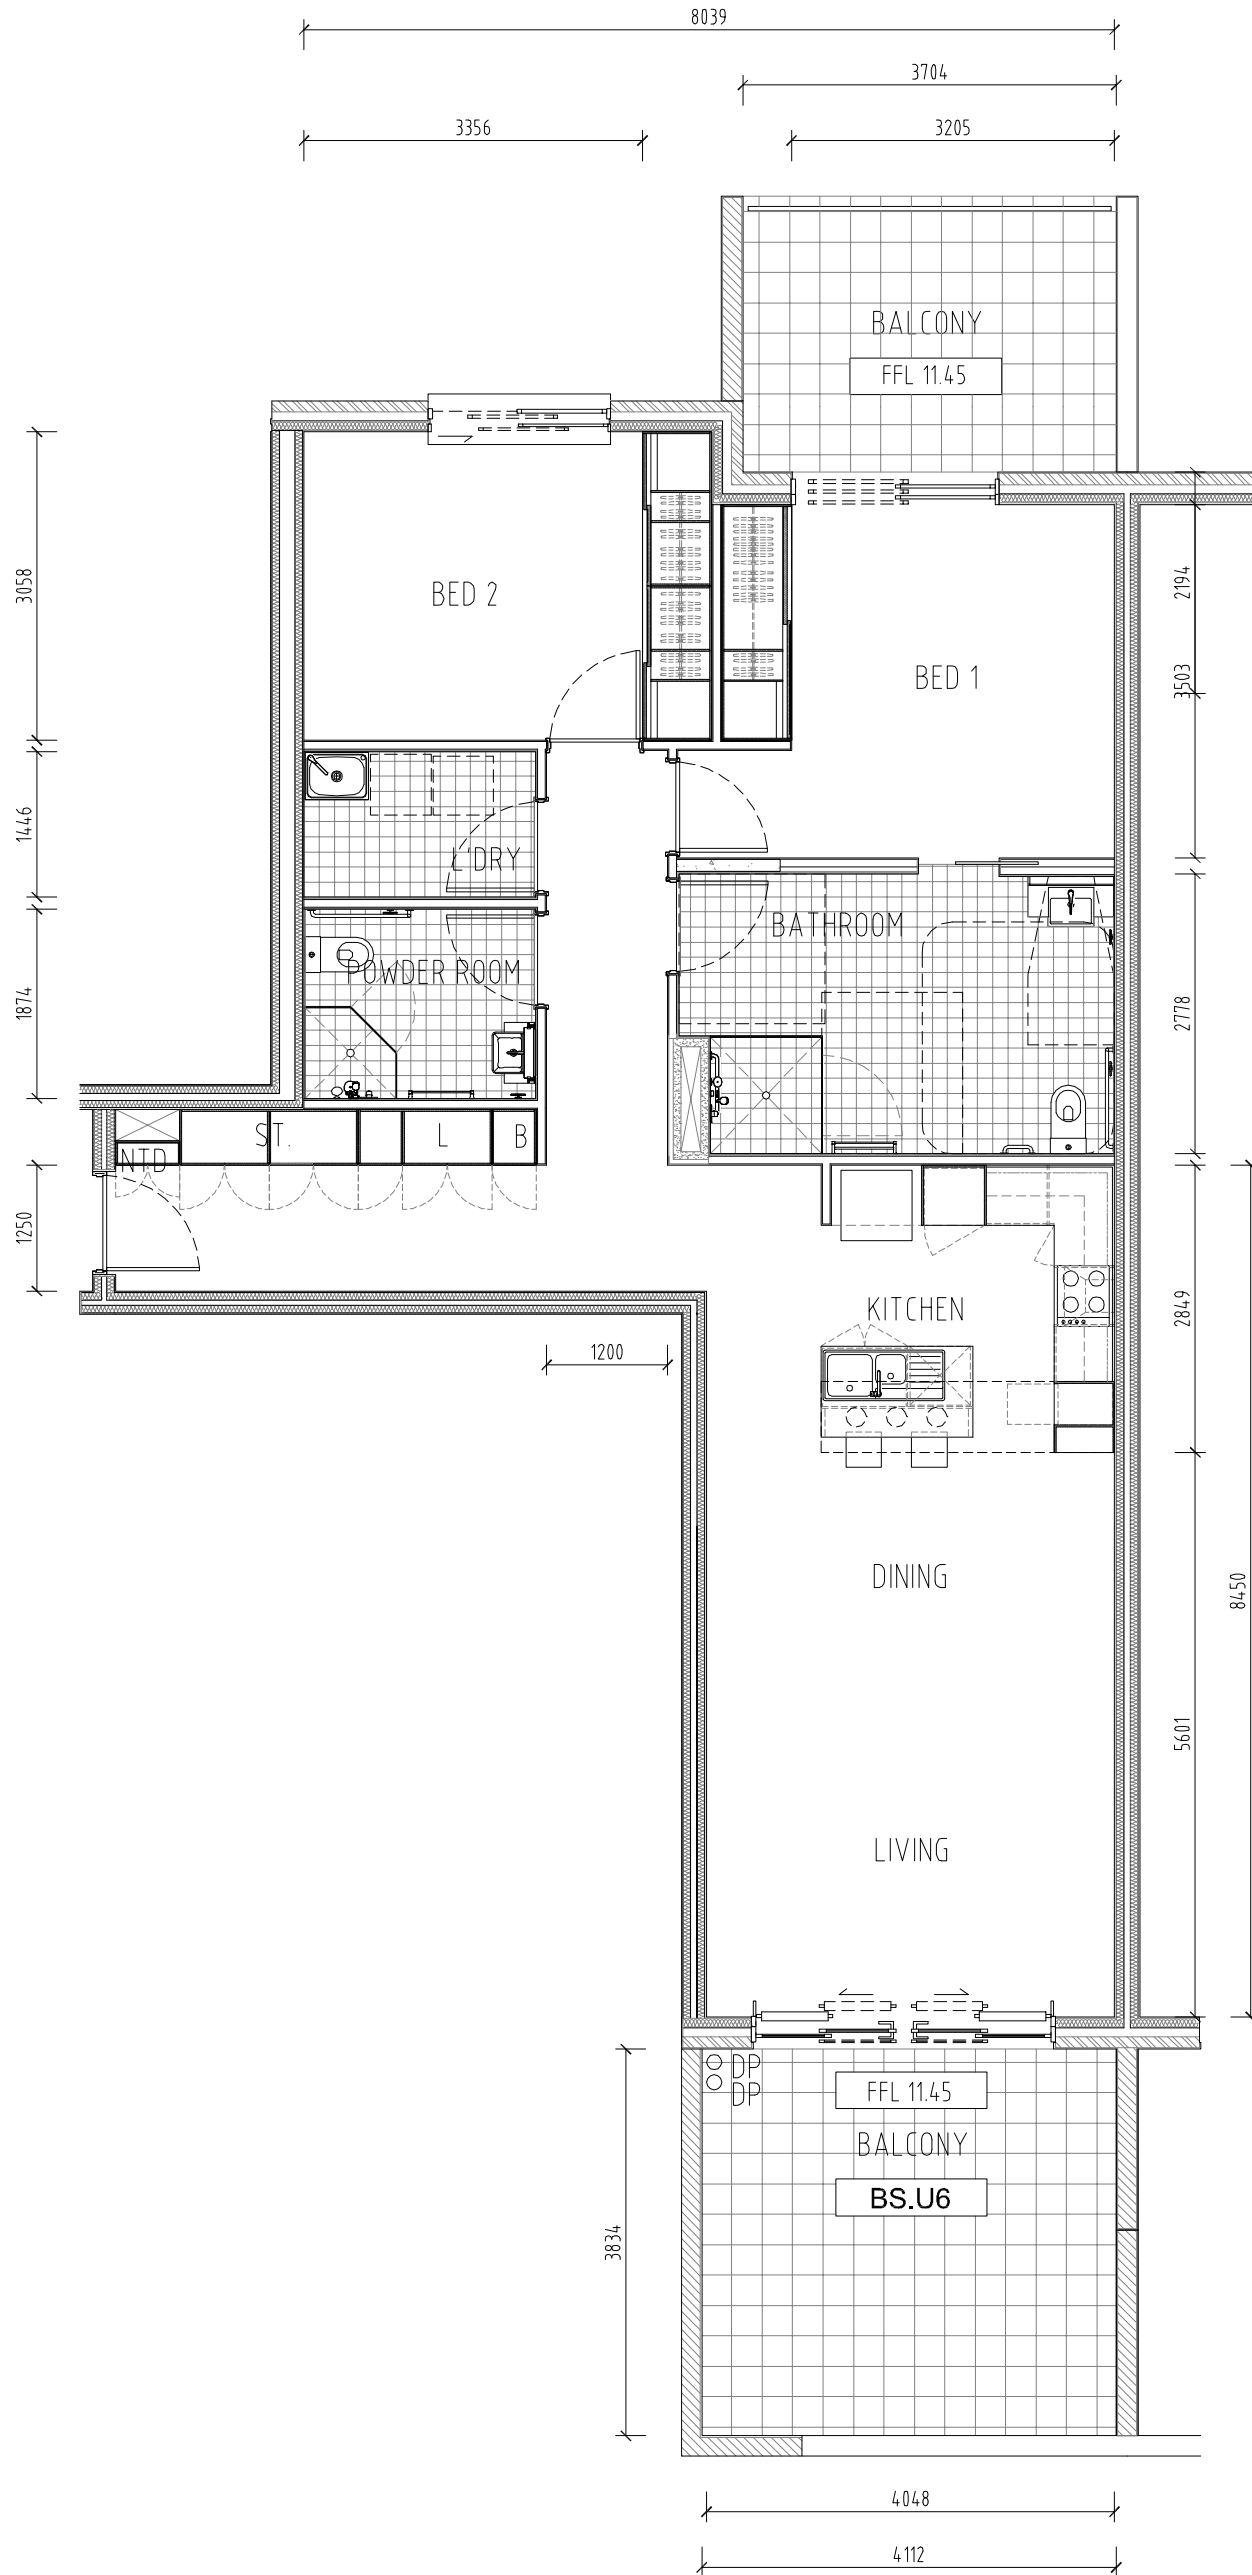 8039
3704
3356
3205
BALCONY
FFL 11.45
3058
2194
BED 2
3503
BED 1
1446
L'DRY
BATHROOM
POWDER ROOM
1874
2778
ST.
L
B
NTD
1250
KITCHEN
2849
1200
DINING
8450
5601
LIVING
DP
DP
FFL 11.45
BALCONY
BS.U6
3834
4048
4112